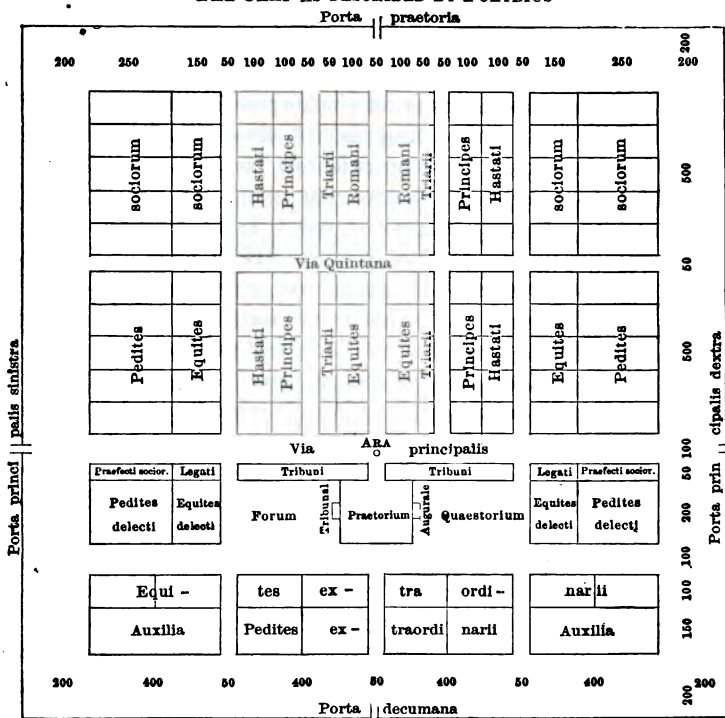 Porta praetoria
200 250 150 50 100 100 50 50 100 50 100 50 50 100 100 50 150 250 200
200
sociorum sociorum Hastati Principes Triarii Romani Romani Triarii Principes Hastati sociorum sociorum
500
Via Quintana
50
Pedites Equites Hastati Principes Triarii Equites Equites Triarii Principes Hastati Equites Pedites
500
Porta princi palis sinistra
Porta prin cipalis dextra
Via ARA principalis
100
Praefecti socior. Legati Tribuni Tribuni Legati Praefecti socior.
50
Pedites delecti
Equites delecti
Forum
Tribunal
Praetorium
Augurale
Quaestorium
Equites delecti
Pedites delecti
200
100
Equi - tes ex - tra ordi - narii
100
Auxilia Pedites ex - traordi narii Auxilia
150
200 400 50 400 50 400 50 400 200
200
Porta decumana